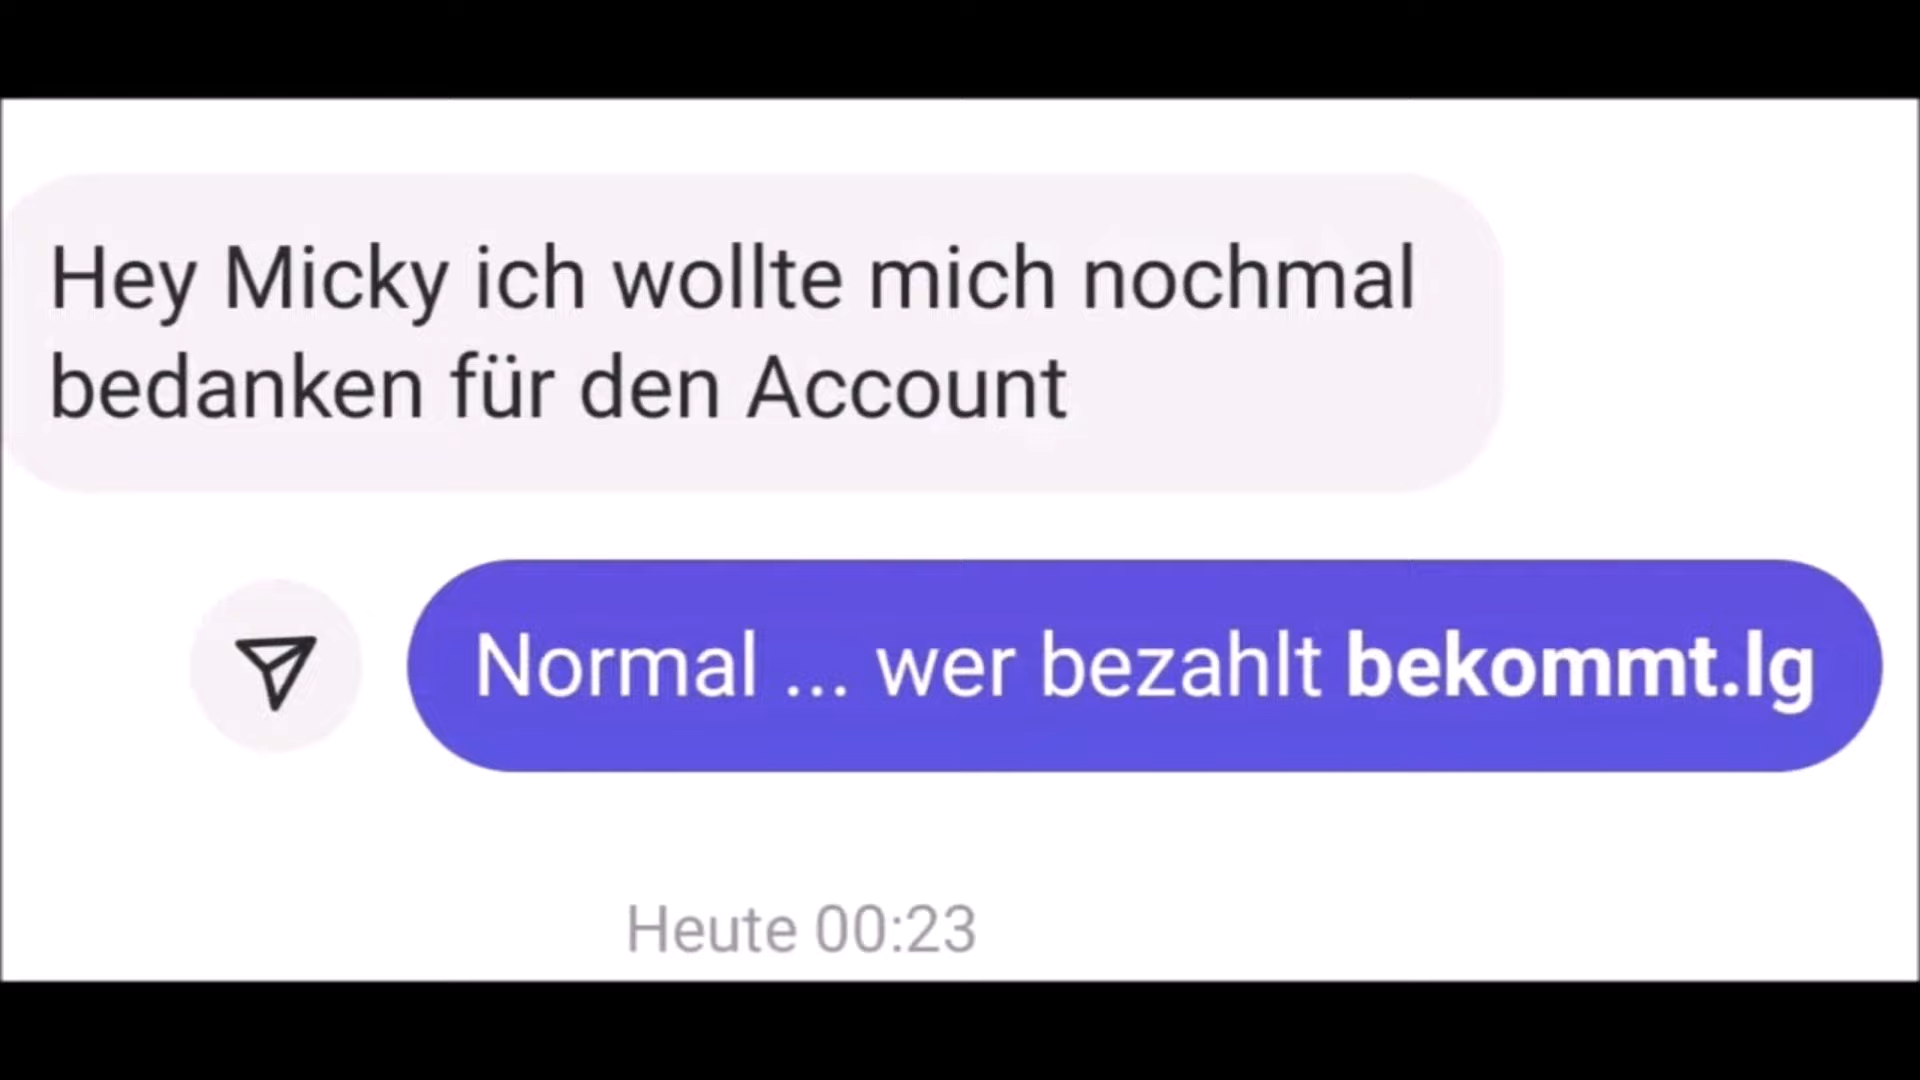 Hey Micky ich wollte mich nochmal
bedanken für den Account
Normal ... wer bezahlt bekommt.lg
Heute 00:23